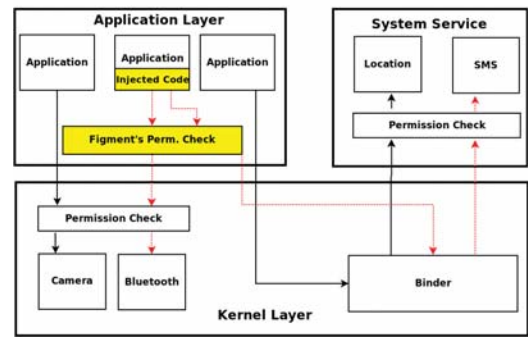 Application Layer
Application
Application
Injected Code
Application
Figment's Perm. Check
System Service
Location
SMS
Permission Check
Permission Check
Camera
Bluetooth
Binder
Kernel Layer